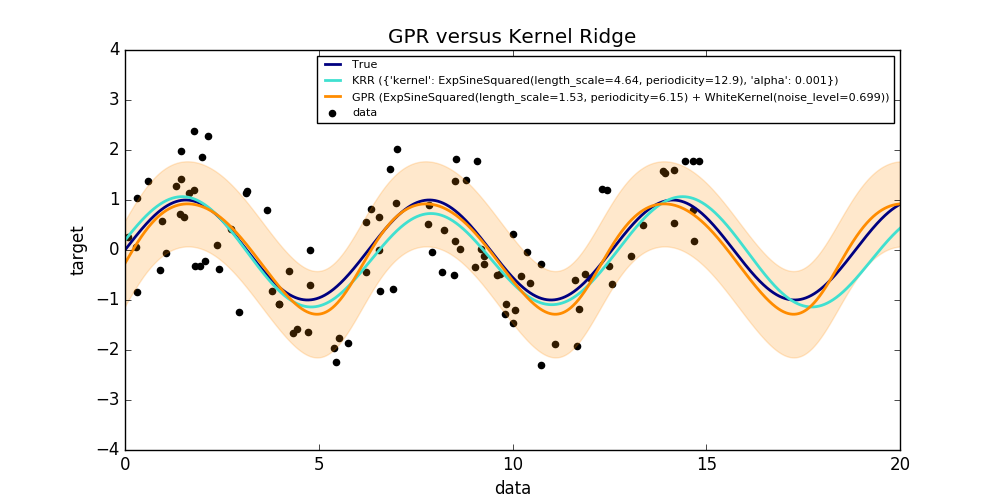 GPR versus Kernel Ridge
True
KRR ({'kernel': ExpSineSquared(length_scale=4.64, periodicity=12.9), 'alpha': 0.001})
GPR (ExpSineSquared(length_scale=1.53, periodicity=6.15) + WhiteKernel(noise_level=0.699))
data
4
3
2
1
0
−1
−2
−3
−4
target
0 5 10 15 20
data